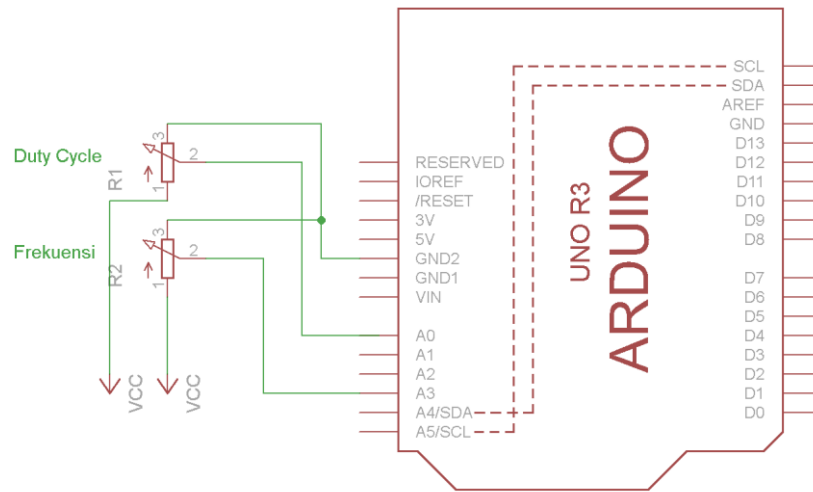 Duty Cycle
R1
3
2
1
Frekuensi
R2
3
2
1
VCC
VCC
RESERVED
IOREF
/RESET
3V
5V
GND2
GND1
VIN
A0
A1
A2
A3
A4/SDA
A5/SCL
UNO R3
ARDUINO
SCL
SDA
AREF
GND
D13
D12
D11
D10
D9
D8
D7
D6
D5
D4
D3
D2
D1
D0